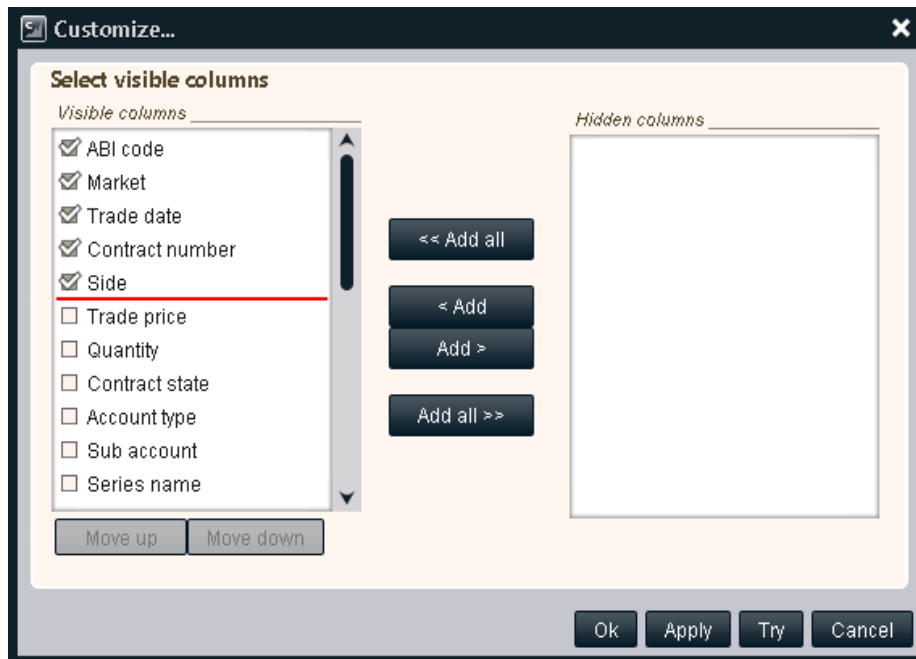 Customize...
Select visible columns
Visible columns
ABI code
Market
Trade date
Contract number
Side
Trade price
Quantity
Contract state
Account type
Sub account
Series name
Move up Move down
<< Add all
< Add
Add >
Add all >>
Hidden columns
Ok Apply Try Cancel